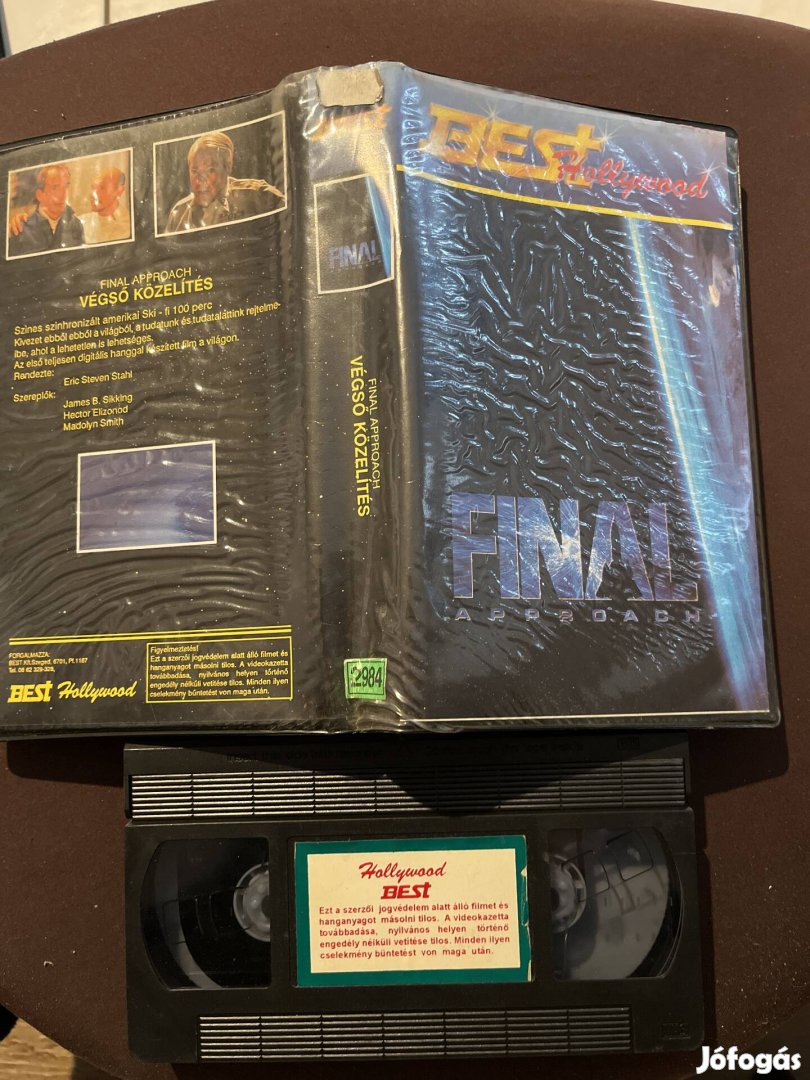 FINAL APPROACH
VÉGSŐ KÖZELÍTÉS
Szines szinhronizált amerikai Ski - fi 100 perc
Kivezet ebből ebből a világból, a tudatunk és tudatalattink rejtelme-
ibe, ahol a lehetetlen is lehetséges.
Az első teljesen digitális hanggal készített film a világon.
Rendezte:
Eric Steven Stahl
Szereplők:
James B. Sikking
Hector Elizonod
Madolyn Smith
FORGALMAZZA:
BEST Kft,Szeged, 6701, Pf.1167
Tel. 06 62 329-328,
BEST Hollywood
Figyelmeztetés!
Ezt a szerzői jogvédelem alatt álló filmet és
hanganyagot másolni tilos. A videokazetta
továbbadása, nyilvános helyen történő
engedély nélküli vetítése tilos. Minden ilyen
cselekmény büntetést von maga után.
BEST
FINAL
FINAL APPROACH
VÉGSŐ KÖZELÍTÉS
2984
BEST
Hollywood
FINAL
APPROACH
Hollywood
BEST
Ezt a szerzői jogvédelem alatt álló filmet és
hanganyagot másolni tilos. A videokazetta
továbbadása, nyilvános helyen történő
engedély nélküli vetítése tilos. Minden ilyen
cselekmény büntetést von maga után.
Jófogás